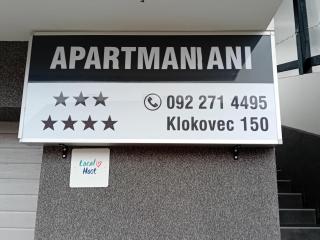 APARTMANI ANI
★★★ 092 271 4495
★★★★ Klokovec 150
Local
Host